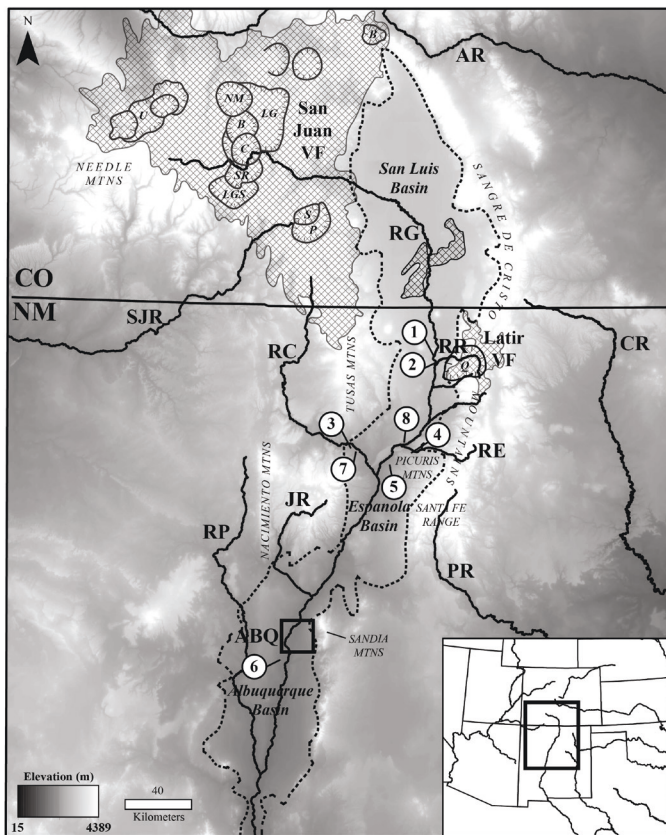 N
B
AR
NM
LG
U
B
San
Juan
VF
C
SR
LGS
NEEDLE
MTNS
San Luis
Basin
SANGRE DE CRISTO
MOUNTAINS
S
P
RG
CO
NM
SJR
RC
1
RR
2
Latir
VF
Q
CR
TUSAS MTNS
3
8
4
7
RE
PICURIS
MTNS
5
NACIMIENTO MTNS
JR
RP
Espanola
Basin
SANTA FE
RANGE
PR
ABQ
SANDIA
MTNS
6
Albuquerque
Basin
Elevation (m)
15
4389
40
Kilometers